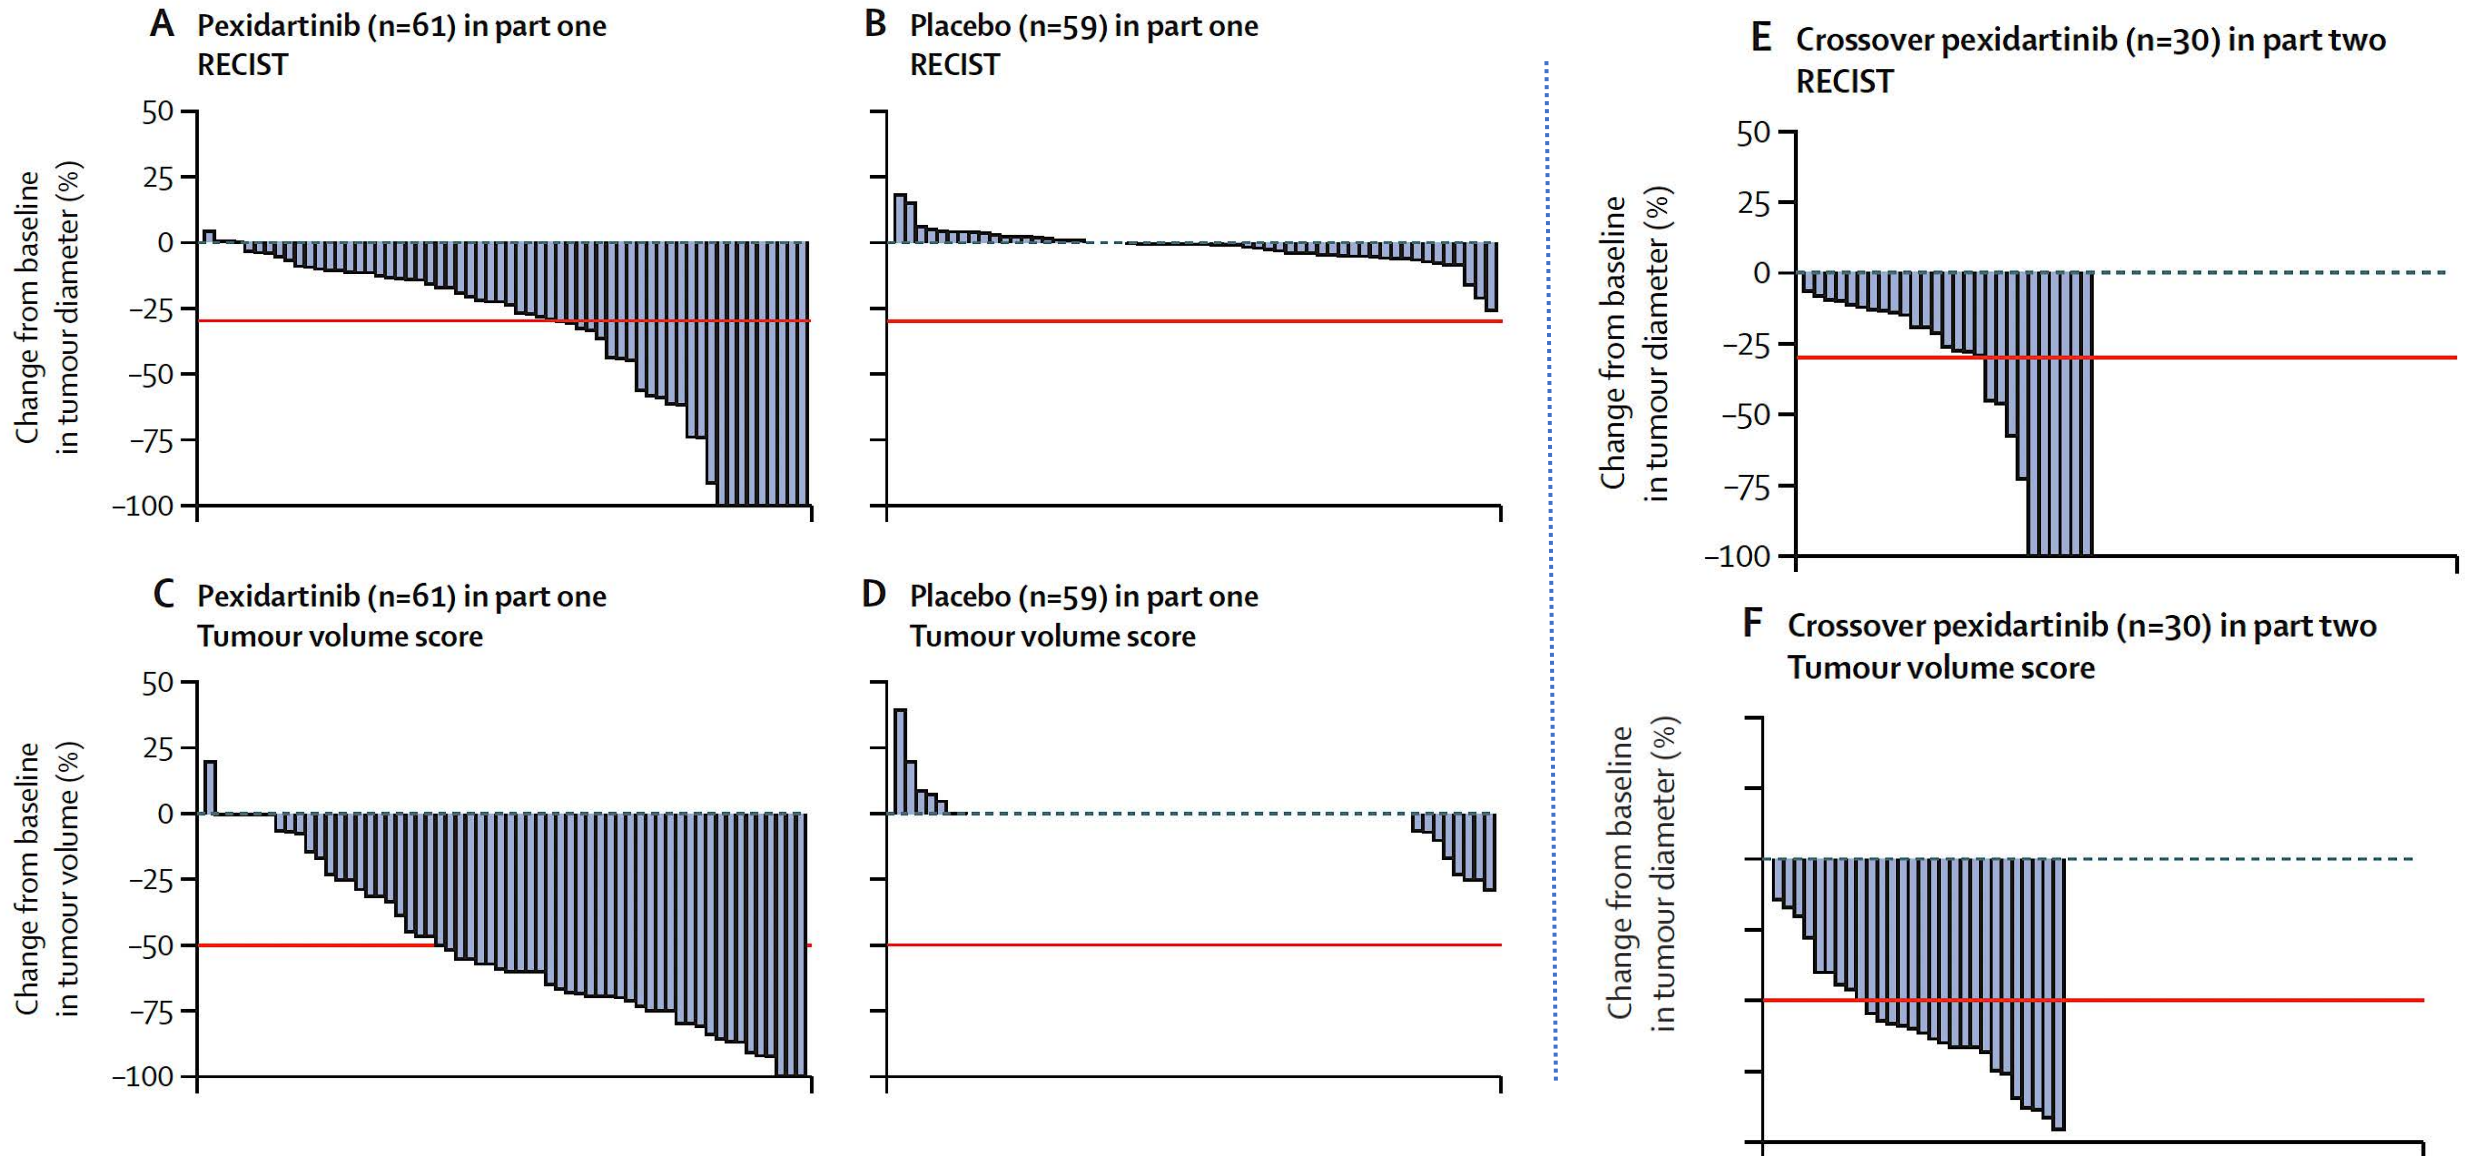 A Pexidartinib (n=61) in part one
RECIST
50
25
0
–25
–50
–75
–100
Change from baseline
in tumour diameter (%)
B Placebo (n=59) in part one
RECIST
E Crossover pexidartinib (n=30) in part two
RECIST
50
25
0
–25
–50
–75
–100
Change from baseline
in tumour diameter (%)
C Pexidartinib (n=61) in part one
Tumour volume score
50
25
0
–25
–50
–75
–100
Change from baseline
in tumour volume (%)
D Placebo (n=59) in part one
Tumour volume score
F Crossover pexidartinib (n=30) in part two
Tumour volume score
Change from baseline
in tumour diameter (%)